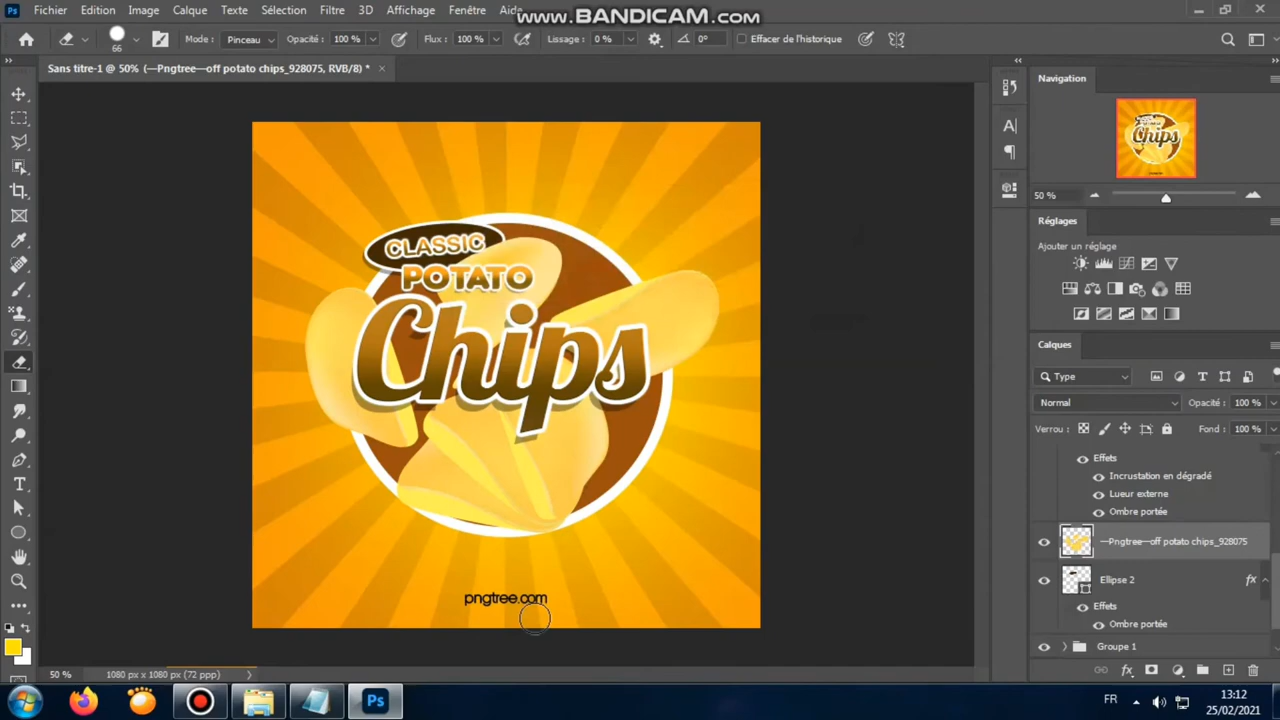 Ps Fichier Edition Image Calque Texte Sélection Filtre 3D Affichage Fenêtre Aide
www.BANDICAM.com
66 Mode : Pinceau Opacité : 100 % Flux : 100 % Lissage : 0 % 0° Effacer de l'historique
Sans titre-1 @ 50% (—Pngtree—off potato chips_928075, RVB/8) * ×
CLASSIC
POTATO
Chips
pngtree.com
Navigation
50 %
Réglages
Ajouter un réglage
Calques
Type
Normal Opacité : 100 %
Verrou : Fond : 100 %
Effets
Incrustation en dégradé
Lueur externe
Ombre portée
—Pngtree—off potato chips_928075
Ellipse 2 fx
Effets
Ombre portée
Groupe 1
50 % 1080 px x 1080 px (72 ppp)
Ps FR 13:12
25/02/2021